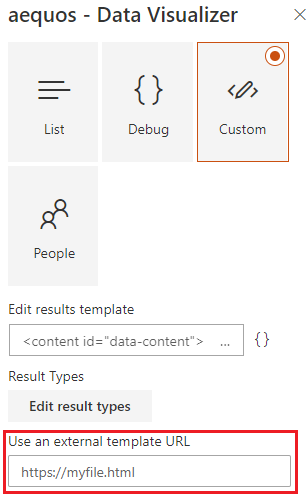 aequos - Data Visualizer
List
Debug
Custom
People
Edit results template
<content id="data-content"> ...
Result Types
Edit result types
Use an external template URL
https://myfile.html